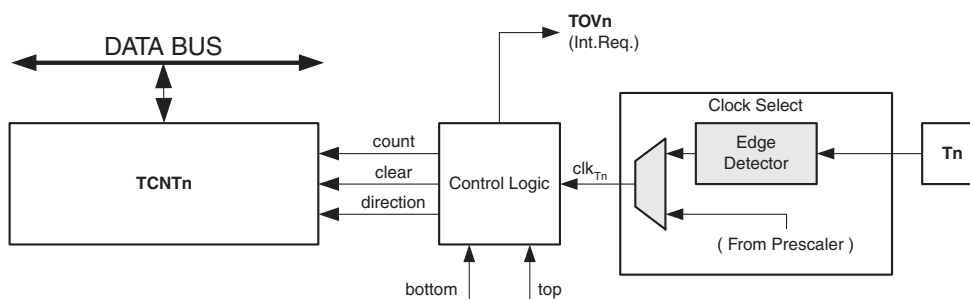 TOVn
(Int.Req.)
DATA BUS
Clock Select
count
Edge
Detector
Tn
TCNTn
clear
Control Logic
clkTn
direction
( From Prescaler )
bottom
top